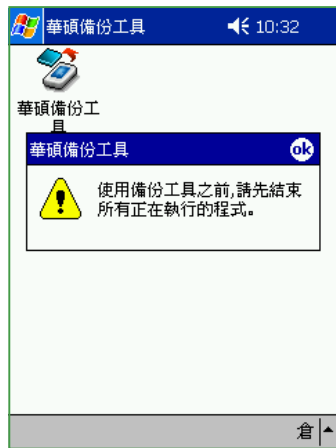 華碩備份工具 10:32
華碩備份工
具
華碩備份工具 ok
使用備份工具之前,請先結束
所有正在執行的程式。
倉